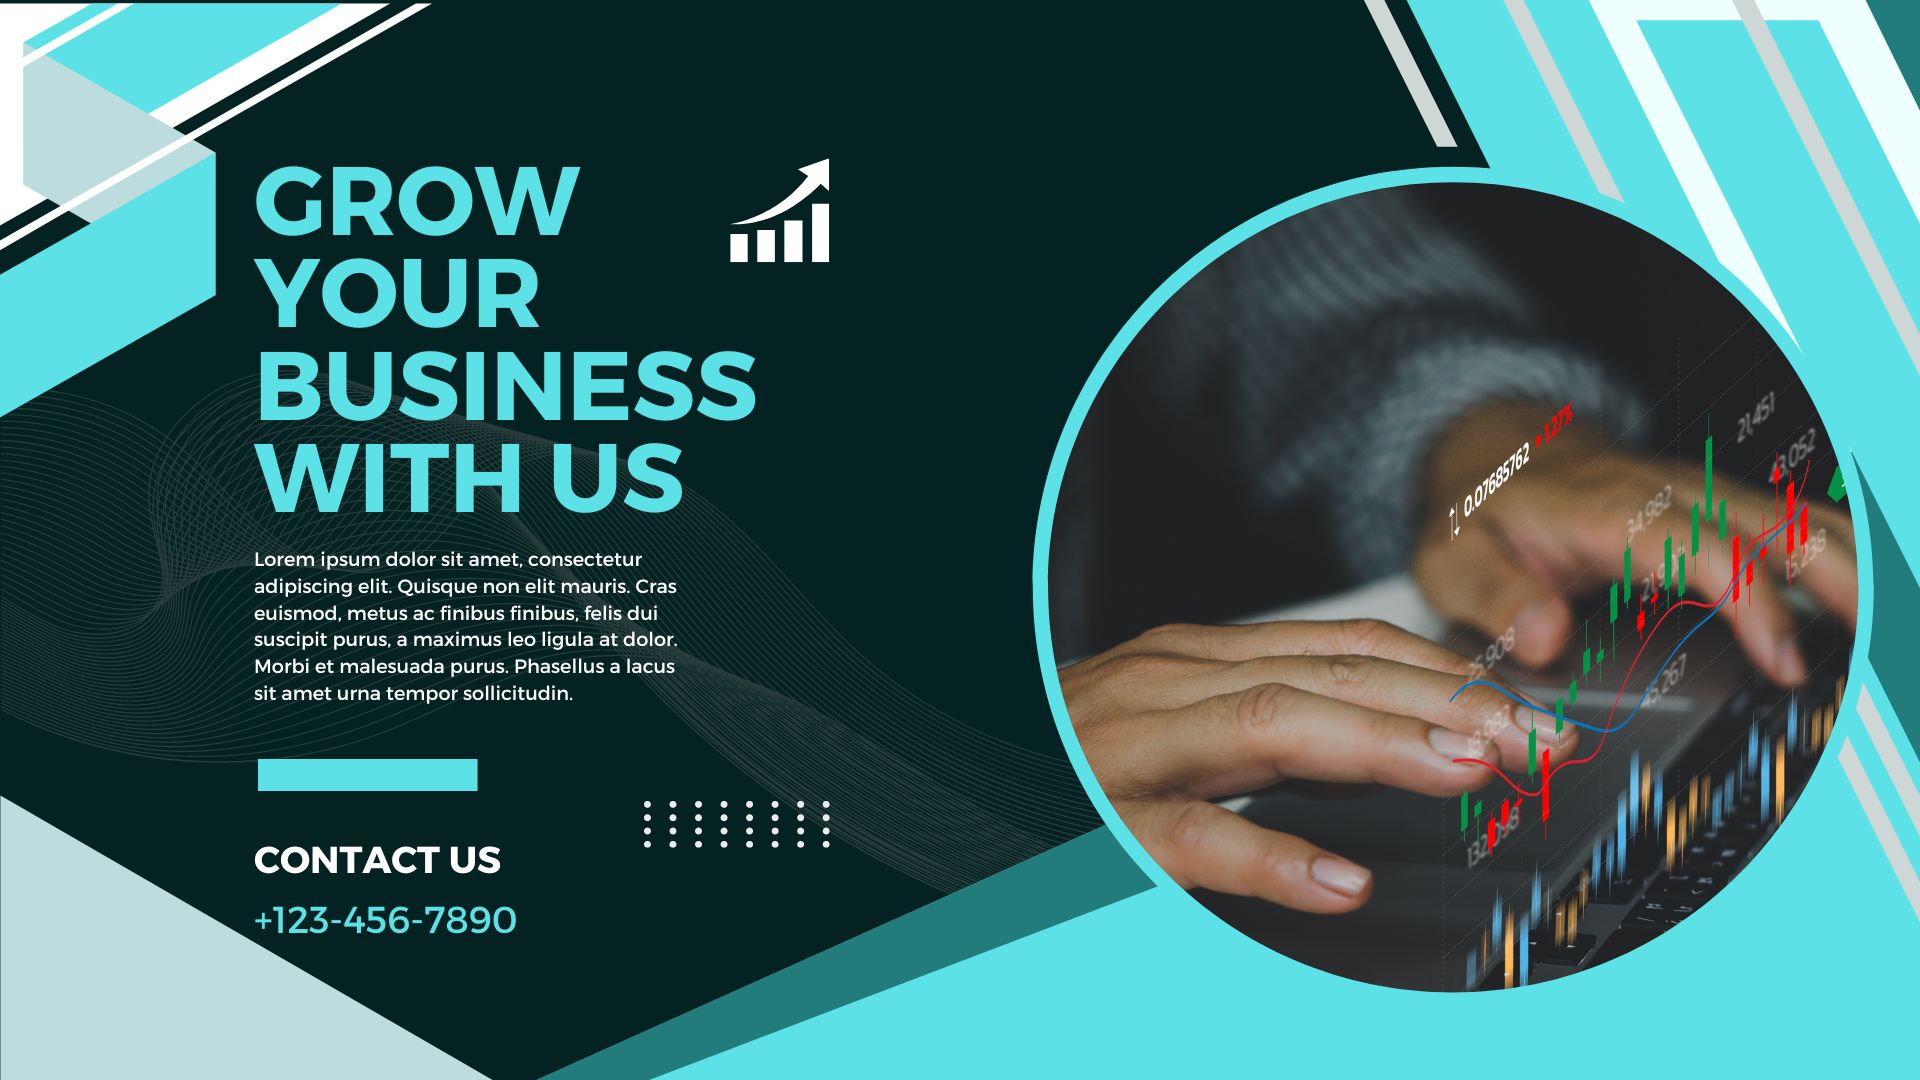 GROW
YOUR
BUSINESS
WITH US
Lorem ipsum dolor sit amet, consectetur
adipiscing elit. Quisque non elit mauris. Cras
euismod, metus ac finibus finibus, felis dui
suscipit purus, a maximus leo ligula at dolor.
Morbi et malesuada purus. Phasellus a lacus
sit amet urna tempor sollicitudin.
CONTACT US
+123-456-7890
0.07685762 ▼ 1.27%
21,451
34,982
15,238
25,908
45,267
18,982